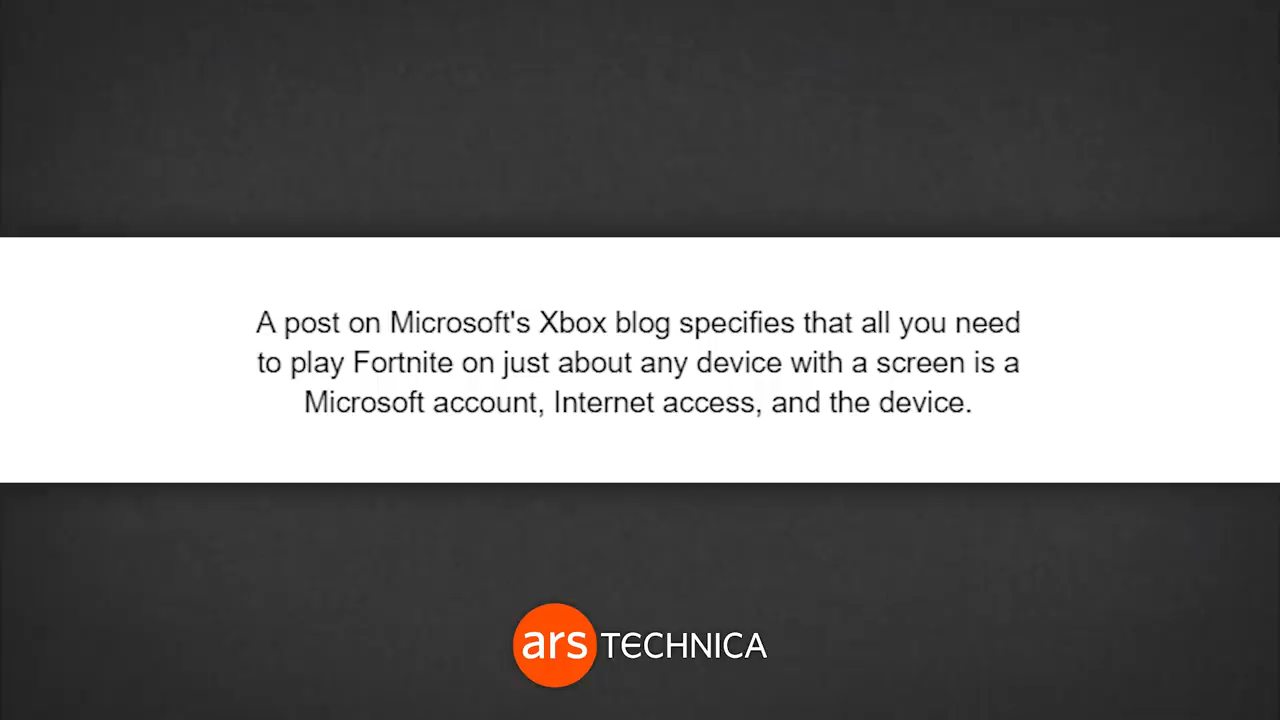 A post on Microsoft's Xbox blog specifies that all you need
to play Fortnite on just about any device with a screen is a
Microsoft account, Internet access, and the device.
ars TECHNICA